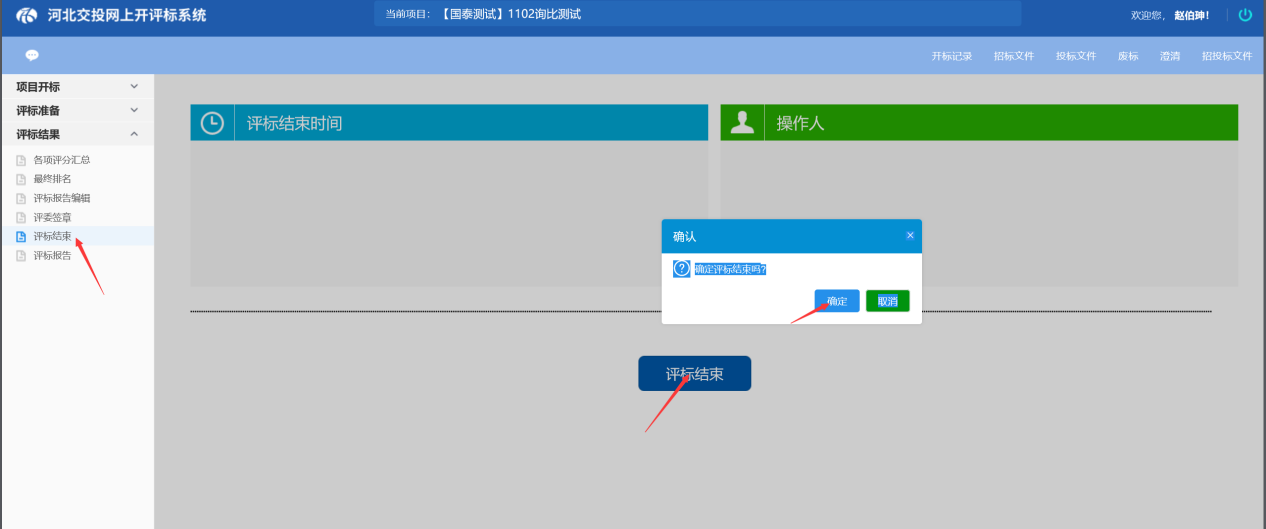 河北交投网上开评标系统
当前项目：【国泰测试】1102询比测试
欢迎您，赵伯珅！
开标记录 招标文件 投标文件 废标 澄清 招投标文件
项目开标
评标准备
评标结果
各项评分汇总
最终排名
评标报告编辑
评委签章
评标结束
评标报告
评标结束时间
操作人
确认
确定评标结束吗?
确定 取消
评标结束